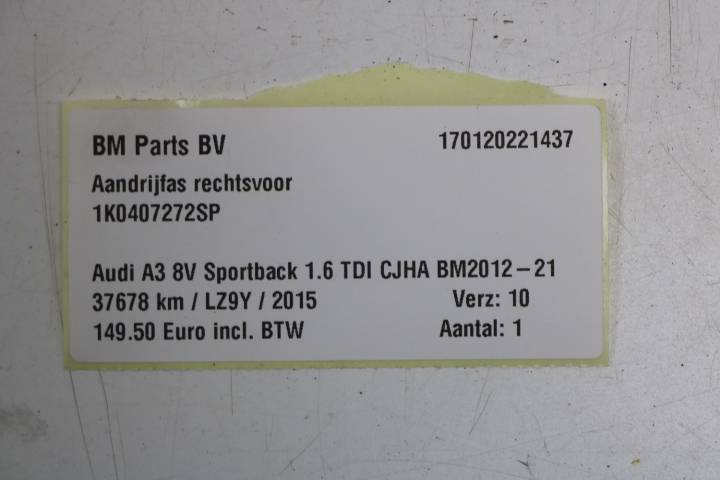 BM Parts BV 170120221437
Aandrijfas rechtsvoor
1K0407272SP
Audi A3 8V Sportback 1.6 TDI CJHA BM2012-21
37678 km / LZ9Y / 2015 Verz: 10
149.50 Euro incl. BTW Aantal: 1